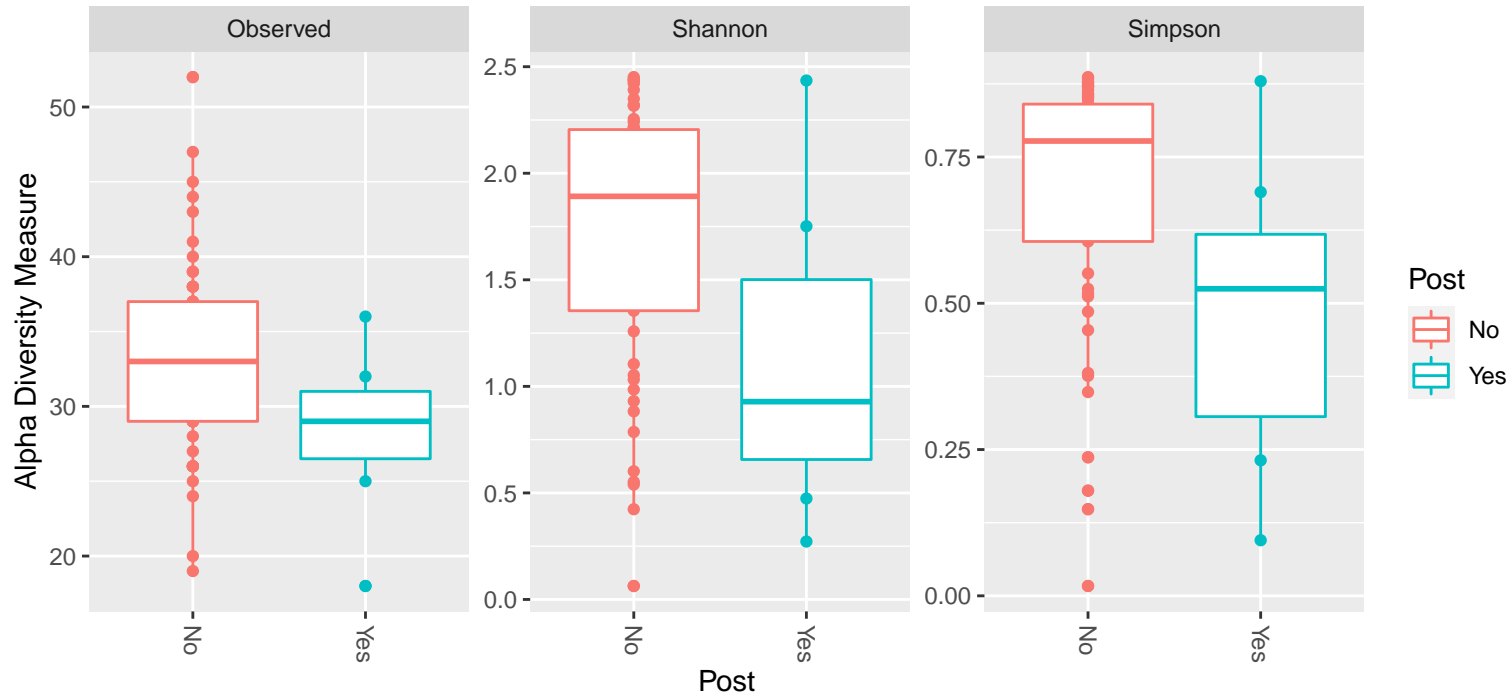 Observed
Shannon
Simpson
Alpha Diversity Measure
50
40
30
20
2.5
2.0
1.5
1.0
0.5
0.0
0.75
0.50
0.25
0.00
No
Yes
No
Yes
No
Yes
Post
Post
No
Yes